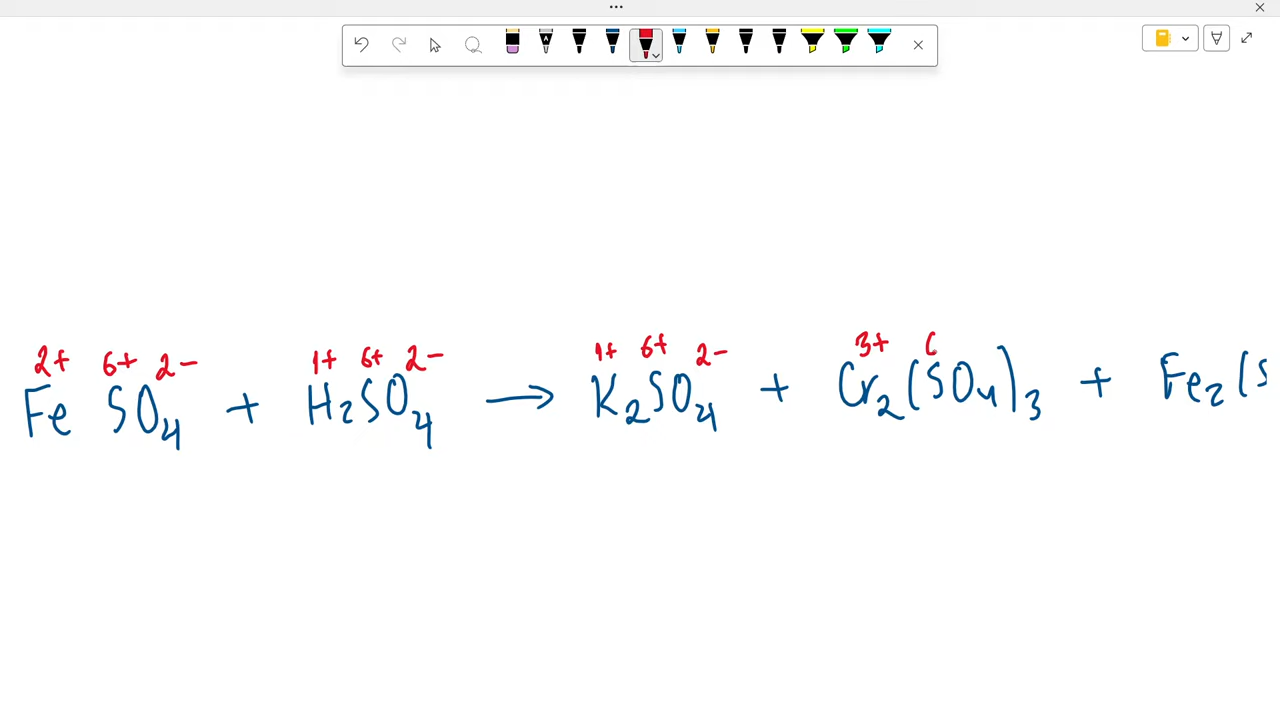 2+ 6+ 2- 1+ 6+ 2- 1+ 6+ 2- 3+ 6
Fe SO4 + H2SO4 → K2SO4 + Cr2(SO4)3 + Fe2(S